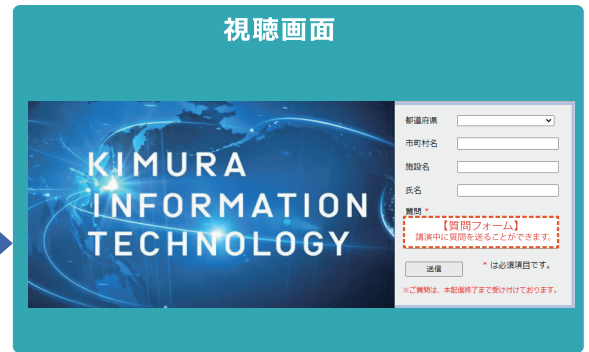 視聴画面
KIMURA
INFORMATION
TECHNOLOGY
都道府県
市町村名
施設名
氏名
質問 *
【質問フォーム】
講演中に質問を送ることができます。
送信
* は必須項目です。
※ご質問は、本配信終了まで受け付けております。